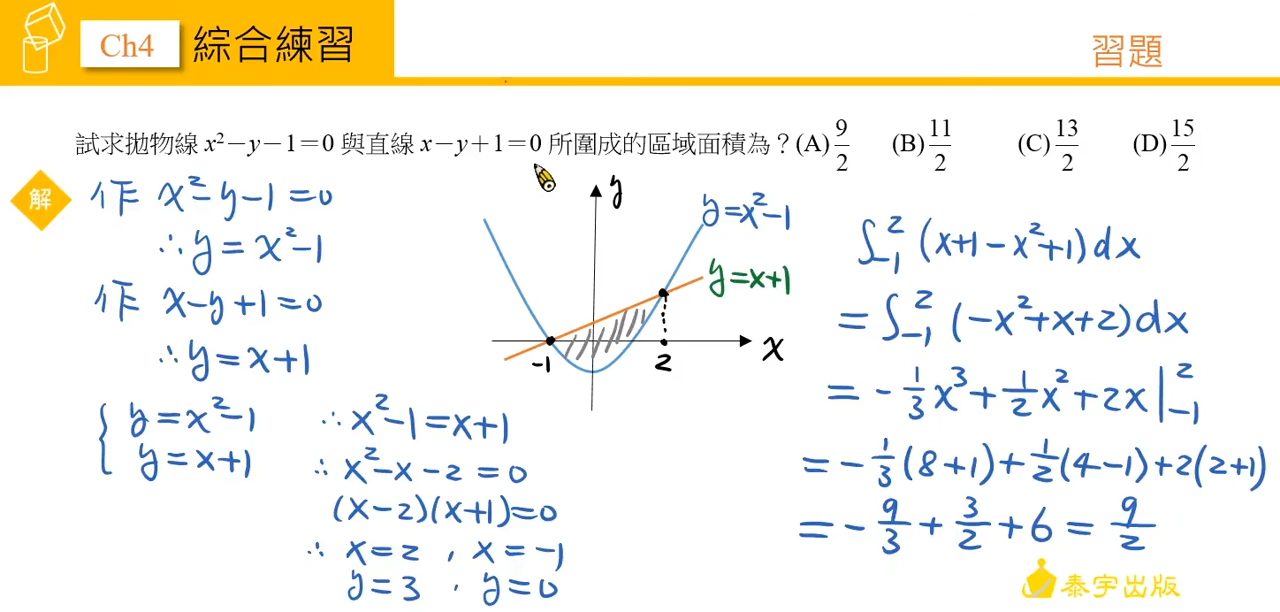 Ch4 綜合練習
習題
試求拋物線 x²－y－1＝0 與直線 x－y＋1＝0 所圍成的區域面積為？(A) 9/2 (B) 11/2 (C) 13/2 (D) 15/2
解
作 x²－y－1＝0
∴ y＝x²－1
作 x－y＋1＝0
∴ y＝x＋1
{ y＝x²－1
y＝x＋1
∴ x²－1＝x＋1
∴ x²－x－2＝0
(x－2)(x＋1)＝0
∴ x＝2 , x＝－1
y＝3 , y＝0
y
y＝x²－1
y＝x＋1
-1
2
x
∫₋₁² (x＋1－x²＋1)dx
＝∫₋₁² (－x²＋x＋2)dx
＝－1/3 x³＋1/2 x²＋2x |₋₁²
＝－1/3 (8＋1)＋1/2 (4－1)＋2(2＋1)
＝－9/3＋3/2＋6＝9/2
泰宇出版